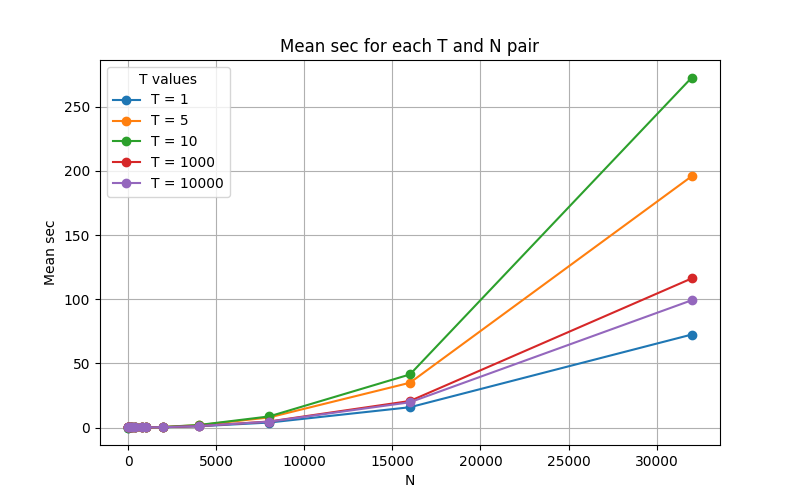 Mean sec for each T and N pair
T values
T = 1
T = 5
T = 10
T = 1000
T = 10000
250
200
150
100
50
0
Mean sec
0 5000 10000 15000 20000 25000 30000
N